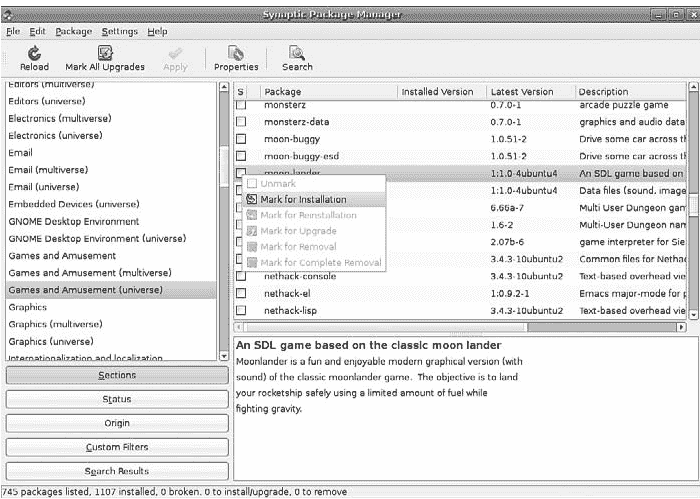 Synaptic Package Manager
File Edit Package Settings Help
Reload Mark All Upgrades Apply Properties Search
Editors (multiverse)
Editors (universe)
Electronics (multiverse)
Electronics (universe)
Email
Email (multiverse)
Email (universe)
Embedded Devices (universe)
GNOME Desktop Environment
GNOME Desktop Environment (universe)
Games and Amusement
Games and Amusement (multiverse)
Games and Amusement (universe)
Graphics
Graphics (multiverse)
Graphics (universe)
Internationalization and localization
Sections
Status
Origin
Custom Filters
Search Results
S Package Installed Version Latest Version Description
monsterz 0.7.0-1 arcade puzzle game
monsterz-data 0.7.0-1 graphics and audio data
moon-buggy 1.0.51-2 Drive some car across th
moon-buggy-esd 1.0.51-2 Drive some car across th
moon-lander 1:1.0-4ubuntu4 An SDL game based on
1:1.0-4ubuntu4 Data files (sound, image
6.66a-7 Multi User Dungeon gam
1.6-2 Multi-User Dungeon nam
2.07b-6 game interpreter for Sie
3.4.3-10ubuntu2 Common files for Nethac
nethack-console 3.4.3-10ubuntu2 Text-based overhead vie
nethack-el 1:0.9.2-1 Emacs major-mode for p
nethack-lisp 3.4.3-10ubuntu2 Text-based overhead vie
Unmark
Mark for Installation
Mark for Reinstallation
Mark for Upgrade
Mark for Removal
Mark for Complete Removal
An SDL game based on the classic moon lander
Moonlander is a fun and enjoyable modern graphical version (with
sound) of the classic moonlander game. The objective is to land
your rocketship safely using a limited amount of fuel while
fighting gravity.
745 packages listed, 1107 installed, 0 broken. 0 to install/upgrade, 0 to remove